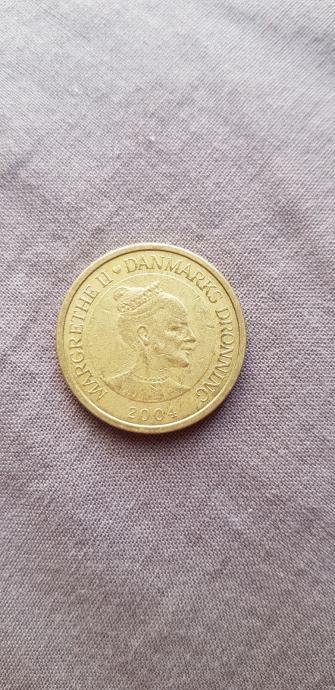 MARGRETHE II ♥ DANMARKS DRONNING
2004